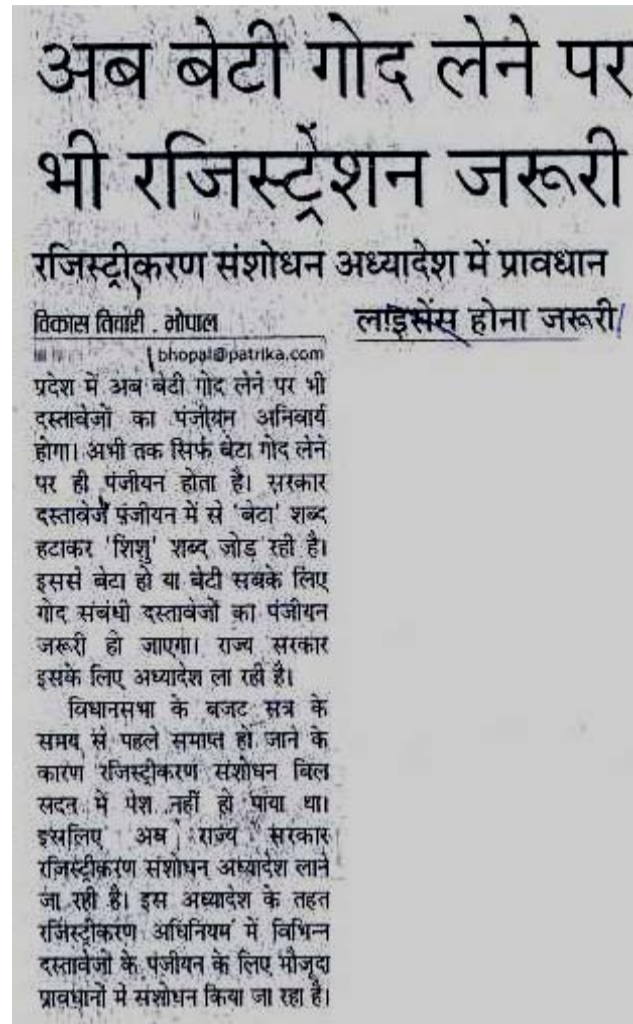 अब बेटी गोद लेने पर
भी रजिस्ट्रेशन जरूरी
रजिस्ट्रीकरण संशोधन अध्यादेश में प्रावधान
विकास तिवारी . भोपाल
bhopal@patrika.com
प्रदेश में अब बेटी गोद लेने पर भी
दस्तावेजों का पंजीयन अनिवार्य
होगा। अभी तक सिर्फ बेटा गोद लेने
पर ही पंजीयन होता है। सरकार
दस्तावेज पंजीयन में से 'बेटा' शब्द
हटाकर 'शिशु' शब्द जोड़ रही है।
इससे बेटा हो या बेटी सबके लिए
गोद संबंधी दस्तावेजों का पंजीयन
जरूरी हो जाएगा। राज्य सरकार
इसके लिए अध्यादेश ला रही है।
विधानसभा के बजट सत्र के
समय से पहले समाप्त हो जाने के
कारण रजिस्ट्रीकरण संशोधन बिल
सदन में पेश नहीं हो पाया था।
इसलिए अब राज्य सरकार
रजिस्ट्रीकरण संशोधन अध्यादेश लाने
जा रही है। इस अध्यादेश के तहत
रजिस्ट्रीकरण अधिनियम में विभिन्न
दस्तावेजों के पंजीयन के लिए मौजूदा
प्रावधानों में संशोधन किया जा रहा है।
लाइसेंस होना जरूरी